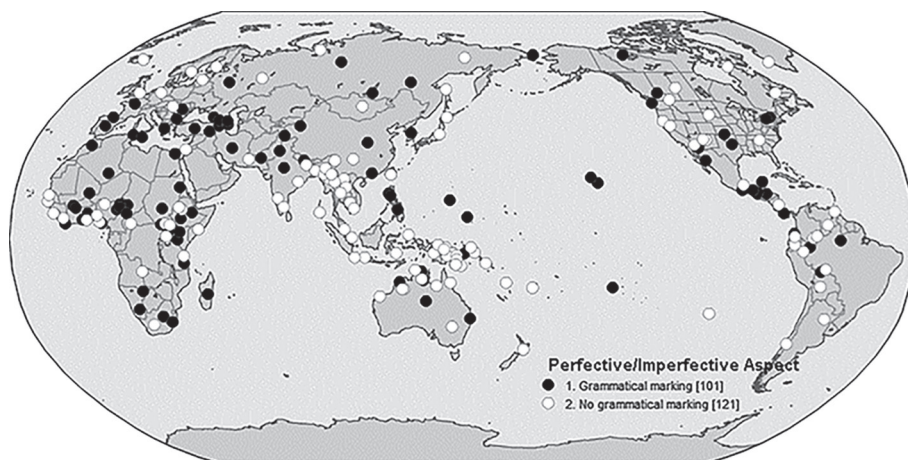 Perfective/Imperfective Aspect
1. Grammatical marking [101]
2. No grammatical marking [121]